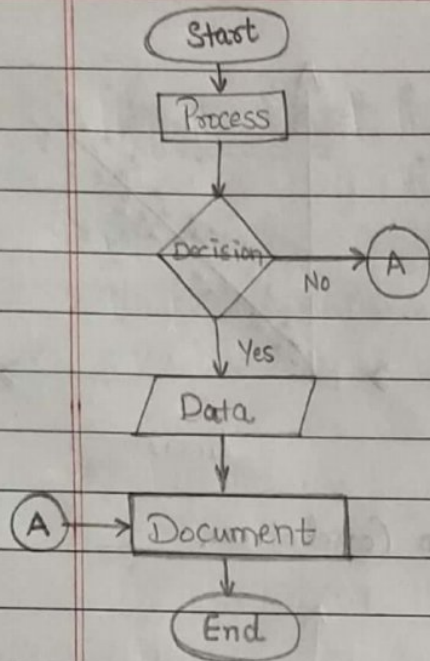 Start
Process
Decision
A
No
Yes
Data
A
Document
End